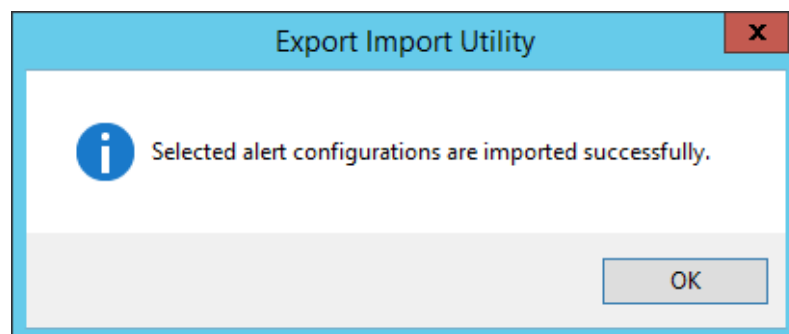 Export Import Utility
x
Selected alert configurations are imported successfully.
OK